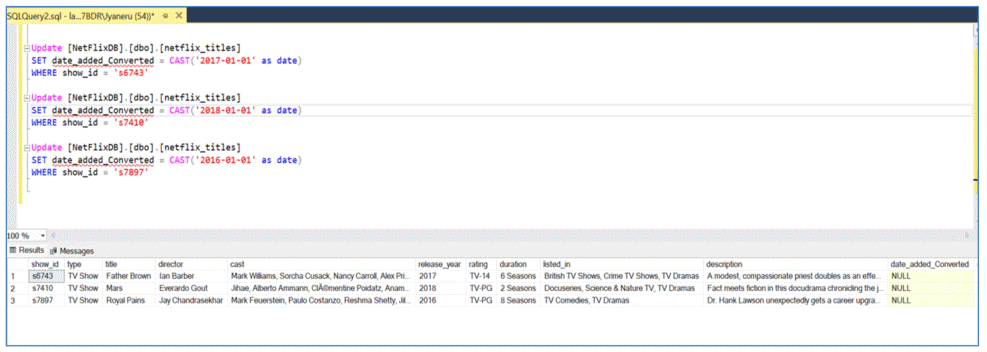 SQLQuery2.sql - la...7BDR\Jyaneru (54))*
Update [NetFlixDB].[dbo].[netflix_titles]
SET date_added_Converted = CAST('2017-01-01' as date)
WHERE show_id = 's6743'
Update [NetFlixDB].[dbo].[netflix_titles]
SET date_added_Converted = CAST('2018-01-01' as date)
WHERE show_id = 's7410'
Update [NetFlixDB].[dbo].[netflix_titles]
SET date_added_Converted = CAST('2016-01-01' as date)
WHERE show_id = 's7897'
100 %
Results Messages
show_id type title director cast release_year rating duration listed_in description date_added_Converted
1 s6743 TV Show Father Brown Ian Barber Mark Williams, Sorcha Cusack, Nancy Carroll, Alex Pri... 2017 TV-14 6 Seasons British TV Shows, Crime TV Shows, TV Dramas A modest, compassionate priest doubles as an effe... NULL
2 s7410 TV Show Mars Everardo Gout Jihae, Alberto Ammann, ClÃ©mentine Poidatz, Anam... 2018 TV-PG 2 Seasons Docuseries, Science & Nature TV, TV Dramas Fact meets fiction in this docudrama chronicling the j... NULL
3 s7897 TV Show Royal Pains Jay Chandrasekhar Mark Feuerstein, Paulo Costanzo, Reshma Shetty, Jil... 2016 TV-PG 8 Seasons TV Comedies, TV Dramas Dr. Hank Lawson unexpectedly gets a career upgra... NULL